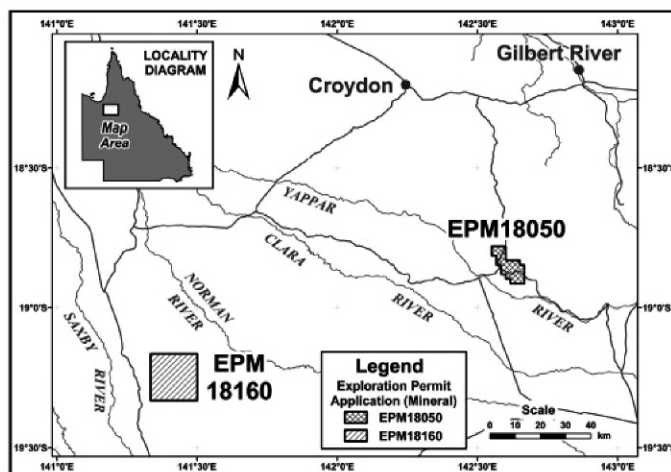 141°0'E
141°30'E
142°0'E
142°30'E
143°0'E
LOCALITY
DIAGRAM
Map
Area
N
Croydon
Gilbert River
18°30'S
18°30'S
YAPPAR
EPM18050
CLARA
NORMAN
RIVER
RIVER
RIVER
19°0'S
19°0'S
SAXBY
RIVER
EPM
18160
Legend
Exploration Permit
Application (Mineral)
EPM18050
EPM18160
Scale
0 10 20 30 40
km
19°30'S
19°30'S
141°0'E
141°30'E
142°0'E
142°30'E
143°0'E